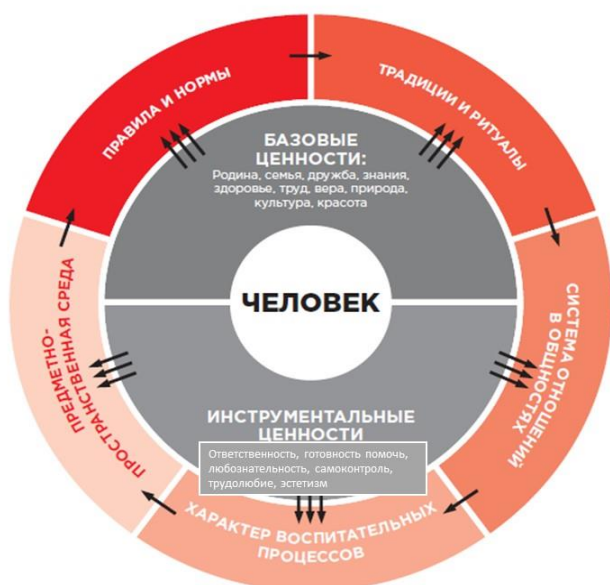 ПРАВИЛА И НОРМЫ
ТРАДИЦИИ И РИТУАЛЫ
БАЗОВЫЕ
ЦЕННОСТИ:
Родина, семья, дружба, знания,
здоровье, труд, вера, природа,
культура, красота
ЧЕЛОВЕК
ПРЕДМЕТНО-
ПРОСТРАНСТВЕННАЯ СРЕДА
СИСТЕМА ОТНОШЕНИЙ
В ОБЩНОСТЯХ
ИНСТРУМЕНТАЛЬНЫЕ
ЦЕННОСТИ
Ответственность, готовность помочь,
любознательность, самоконтроль,
трудолюбие, эстетизм
ХАРАКТЕР ВОСПИТАТЕЛЬНЫХ
ПРОЦЕССОВ